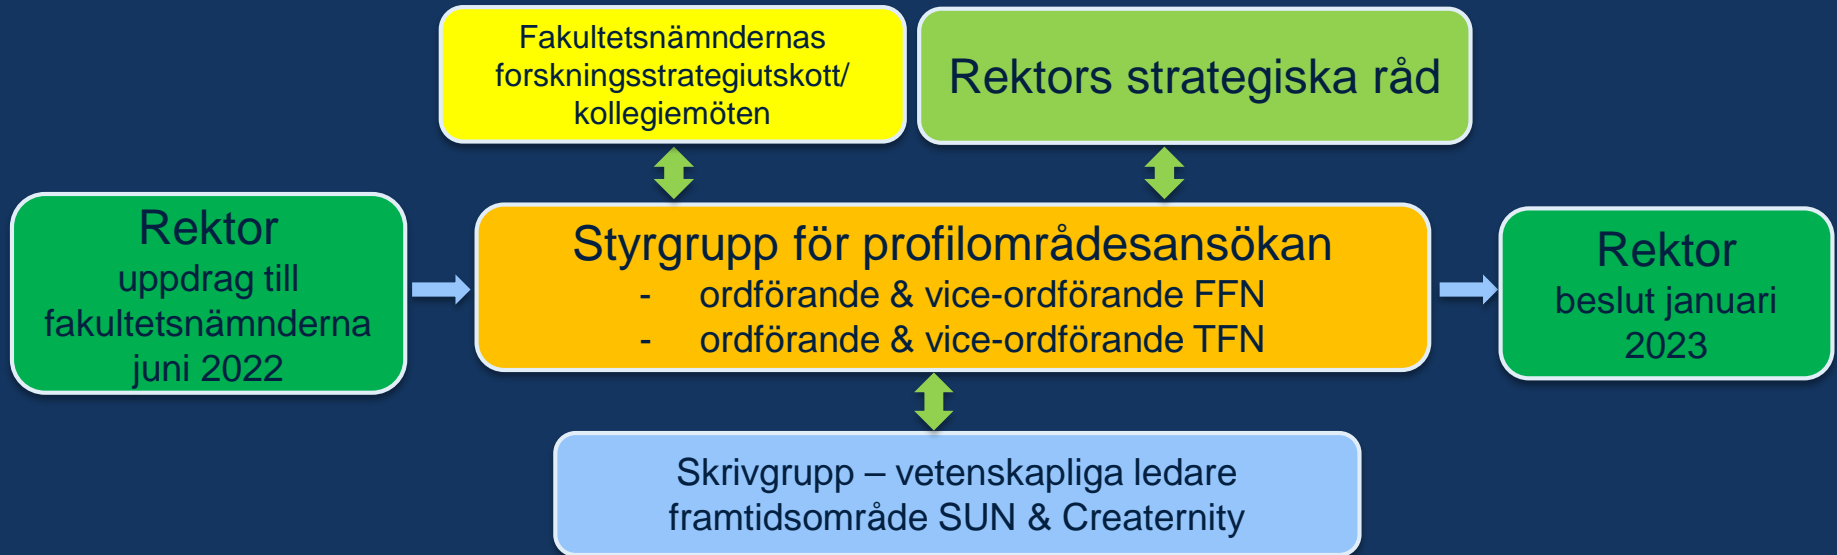 Fakultetsnämndernas
forskningsstrategiutskott/
kollegiemöten
Rektors strategiska råd
Rektor
uppdrag till
fakultetsnämnderna
juni 2022
Styrgrupp för profilområdesansökan
- ordförande & vice-ordförande FFN
- ordförande & vice-ordförande TFN
Rektor
beslut januari
2023
Skrivgrupp – vetenskapliga ledare
framtidsområde SUN & Creaternity